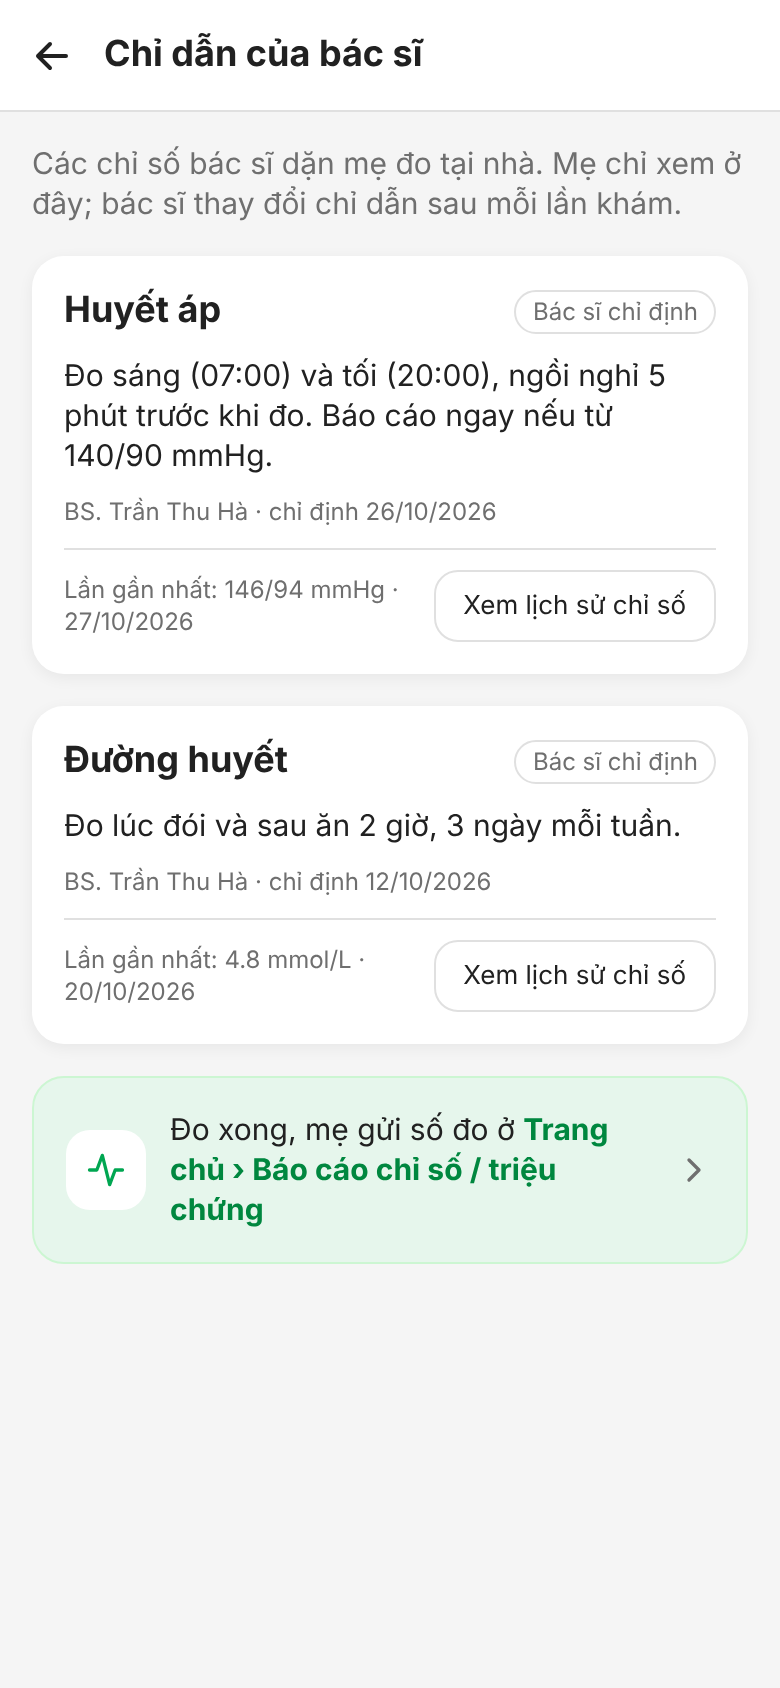 Chỉ dẫn của bác sĩ
Các chỉ số bác sĩ dặn mẹ đo tại nhà. Mẹ chỉ xem ở
đây; bác sĩ thay đổi chỉ dẫn sau mỗi lần khám.
Huyết áp
Bác sĩ chỉ định
Đo sáng (07:00) và tối (20:00), ngồi nghỉ 5
phút trước khi đo. Báo cáo ngay nếu từ
140/90 mmHg.
BS. Trần Thu Hà · chỉ định 26/10/2026
Lần gần nhất: 146/94 mmHg ·
27/10/2026
Xem lịch sử chỉ số
Đường huyết
Bác sĩ chỉ định
Đo lúc đói và sau ăn 2 giờ, 3 ngày mỗi tuần.
BS. Trần Thu Hà · chỉ định 12/10/2026
Lần gần nhất: 4.8 mmol/L ·
20/10/2026
Xem lịch sử chỉ số
Đo xong, mẹ gửi số đo ở Trang
chủ › Báo cáo chỉ số / triệu
chứng